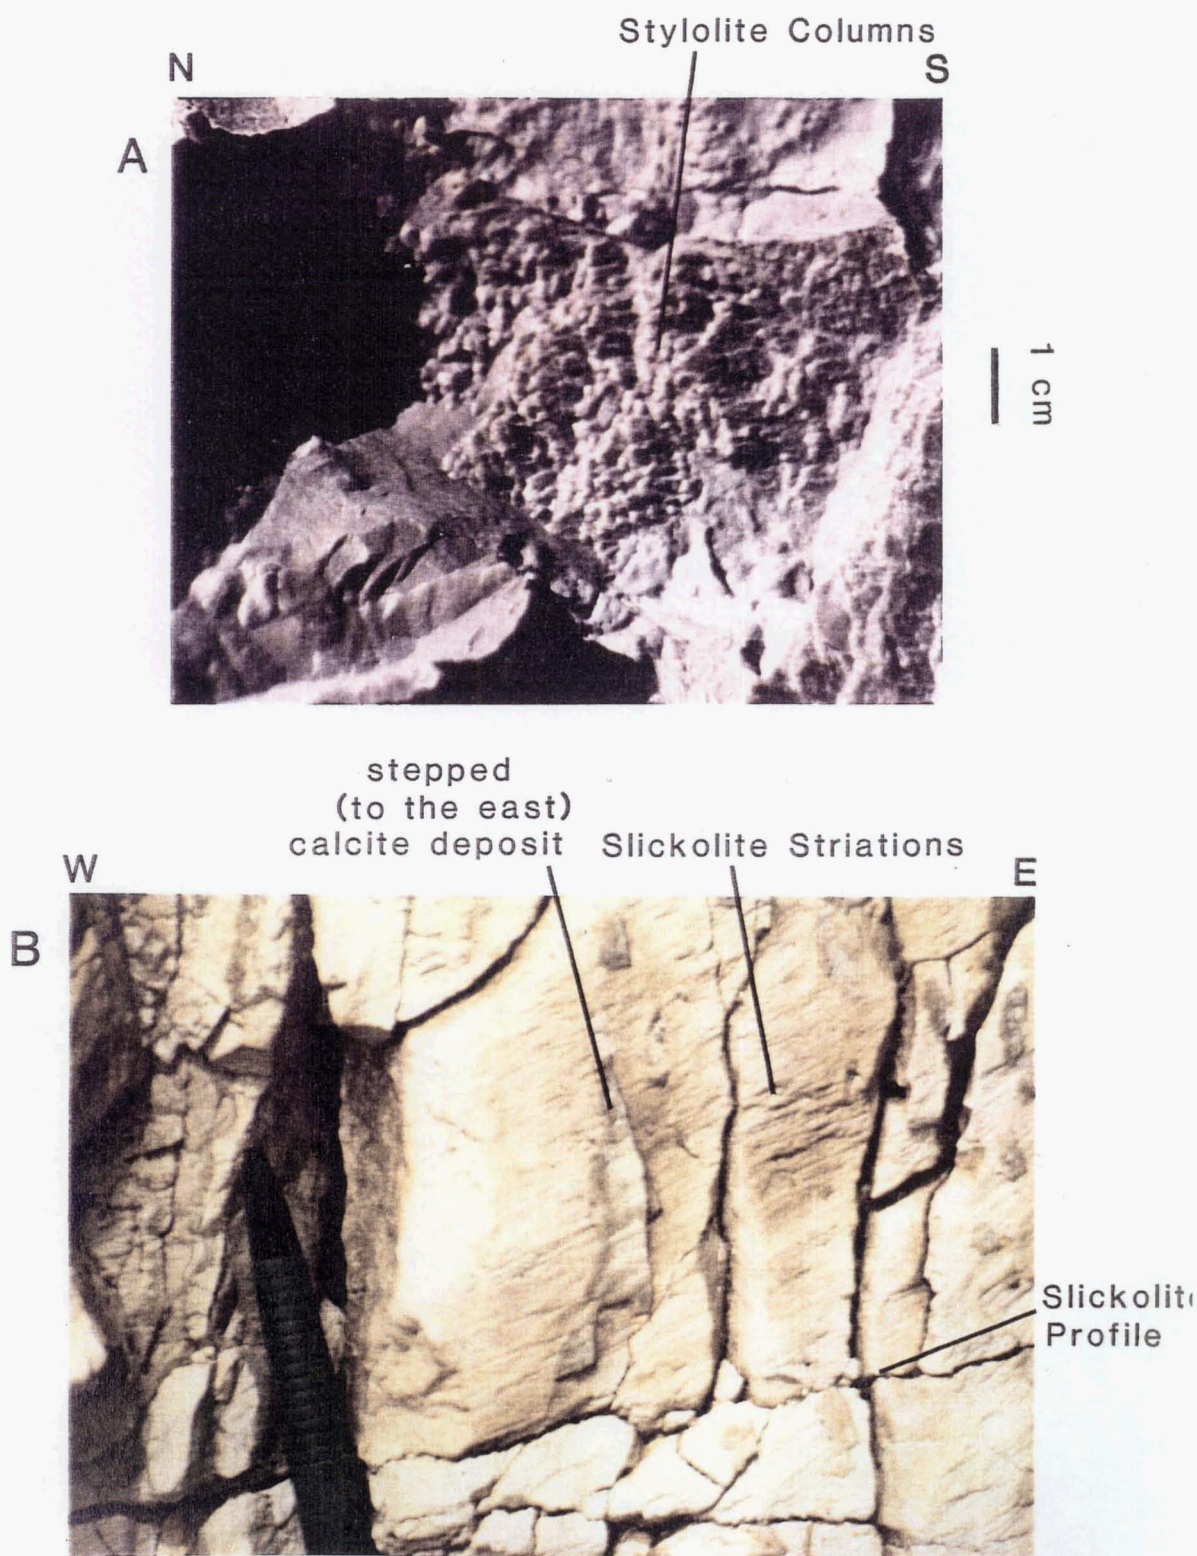 Stylolite Columns
N
S
A
1 cm
stepped
(to the east)
calcite deposit
Slickolite Striations
W
E
B
Slickolit
Profile